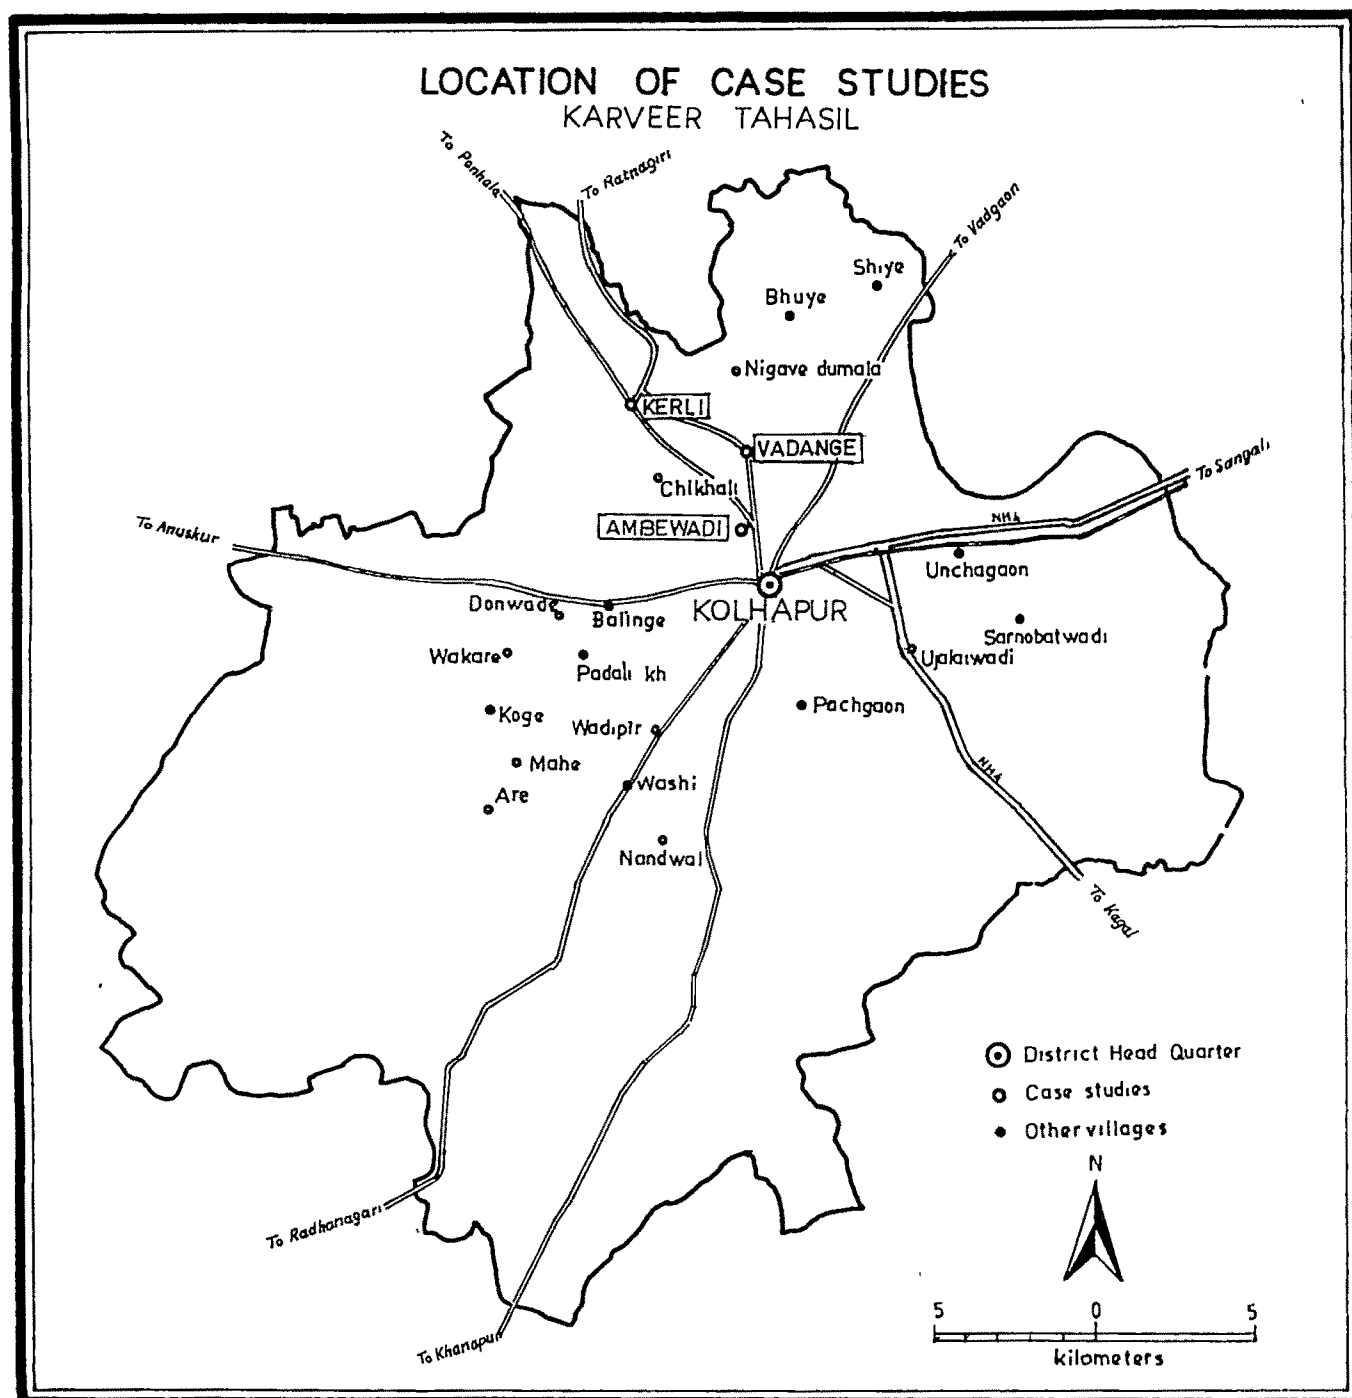 LOCATION OF CASE STUDIES
KARVEER TAHASIL
To Panhala
To Ratnagiri
To Vadgaon
Shiye
Bhuye
Nigave dumala
KERLI
VADANGE
Chikhali
To Sangali
NH4
AMBEWADI
To Anuskur
Unchagaon
Donwade
Balinge
KOLHAPUR
Sarnobatwadi
Wakare
Padali kh
Ujalaiwadi
Koge
Wadipir
Pachgaon
Mahe
Washi
NH4
Are
Nandwal
To Kagal
District Head Quarter
Case studies
Other villages
N
To Radhanagari
5 0 5
kilometers
To Khanapur